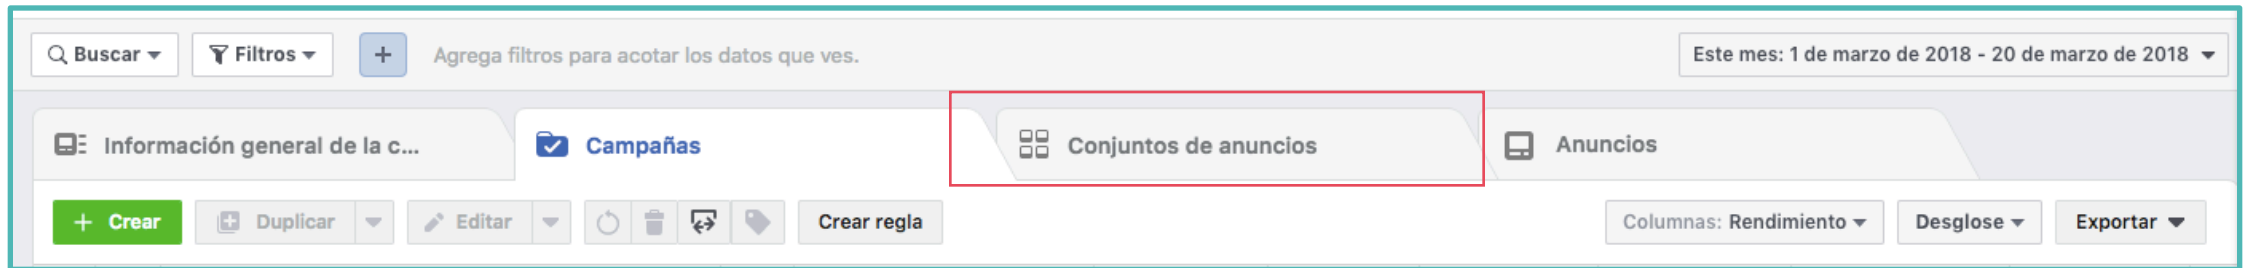 Buscar Filtros + Agrega filtros para acotar los datos que ves. Este mes: 1 de marzo de 2018 - 20 de marzo de 2018
Información general de la c... Campañas Conjuntos de anuncios Anuncios
+ Crear Duplicar Editar Crear regla Columnas: Rendimiento Desglose Exportar